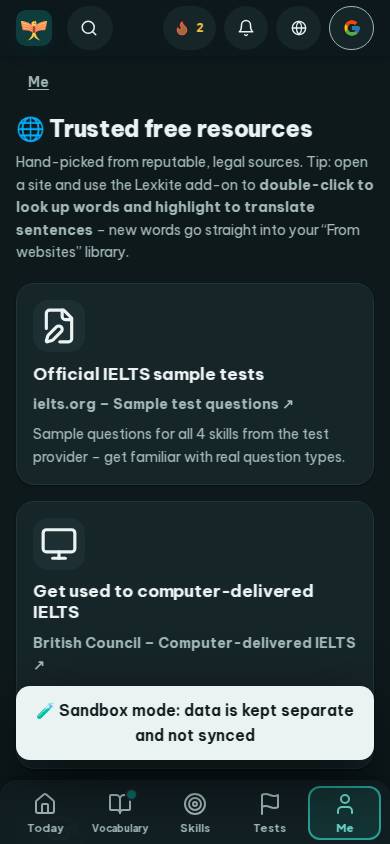 2
Me
🌐 Trusted free resources
Hand-picked from reputable, legal sources. Tip: open
a site and use the Lexkite add-on to double-click to
look up words and highlight to translate
sentences – new words go straight into your “From
websites” library.
Official IELTS sample tests
ielts.org – Sample test questions ↗
Sample questions for all 4 skills from the test
provider – get familiar with real question types.
Get used to computer-delivered
IELTS
British Council – Computer-delivered IELTS
↗
🧪 Sandbox mode: data is kept separate
and not synced
Today Vocabulary Skills Tests Me